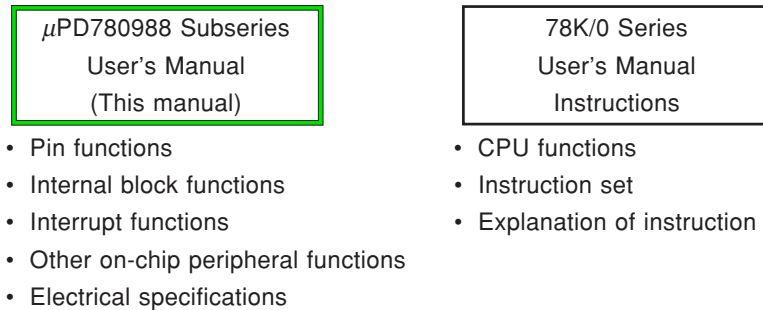 μPD780988 Subseries
User's Manual
(This manual)
78K/0 Series
User's Manual
Instructions
• Pin functions
• Internal block functions
• Interrupt functions
• Other on-chip peripheral functions
• Electrical specifications
• CPU functions
• Instruction set
• Explanation of instruction